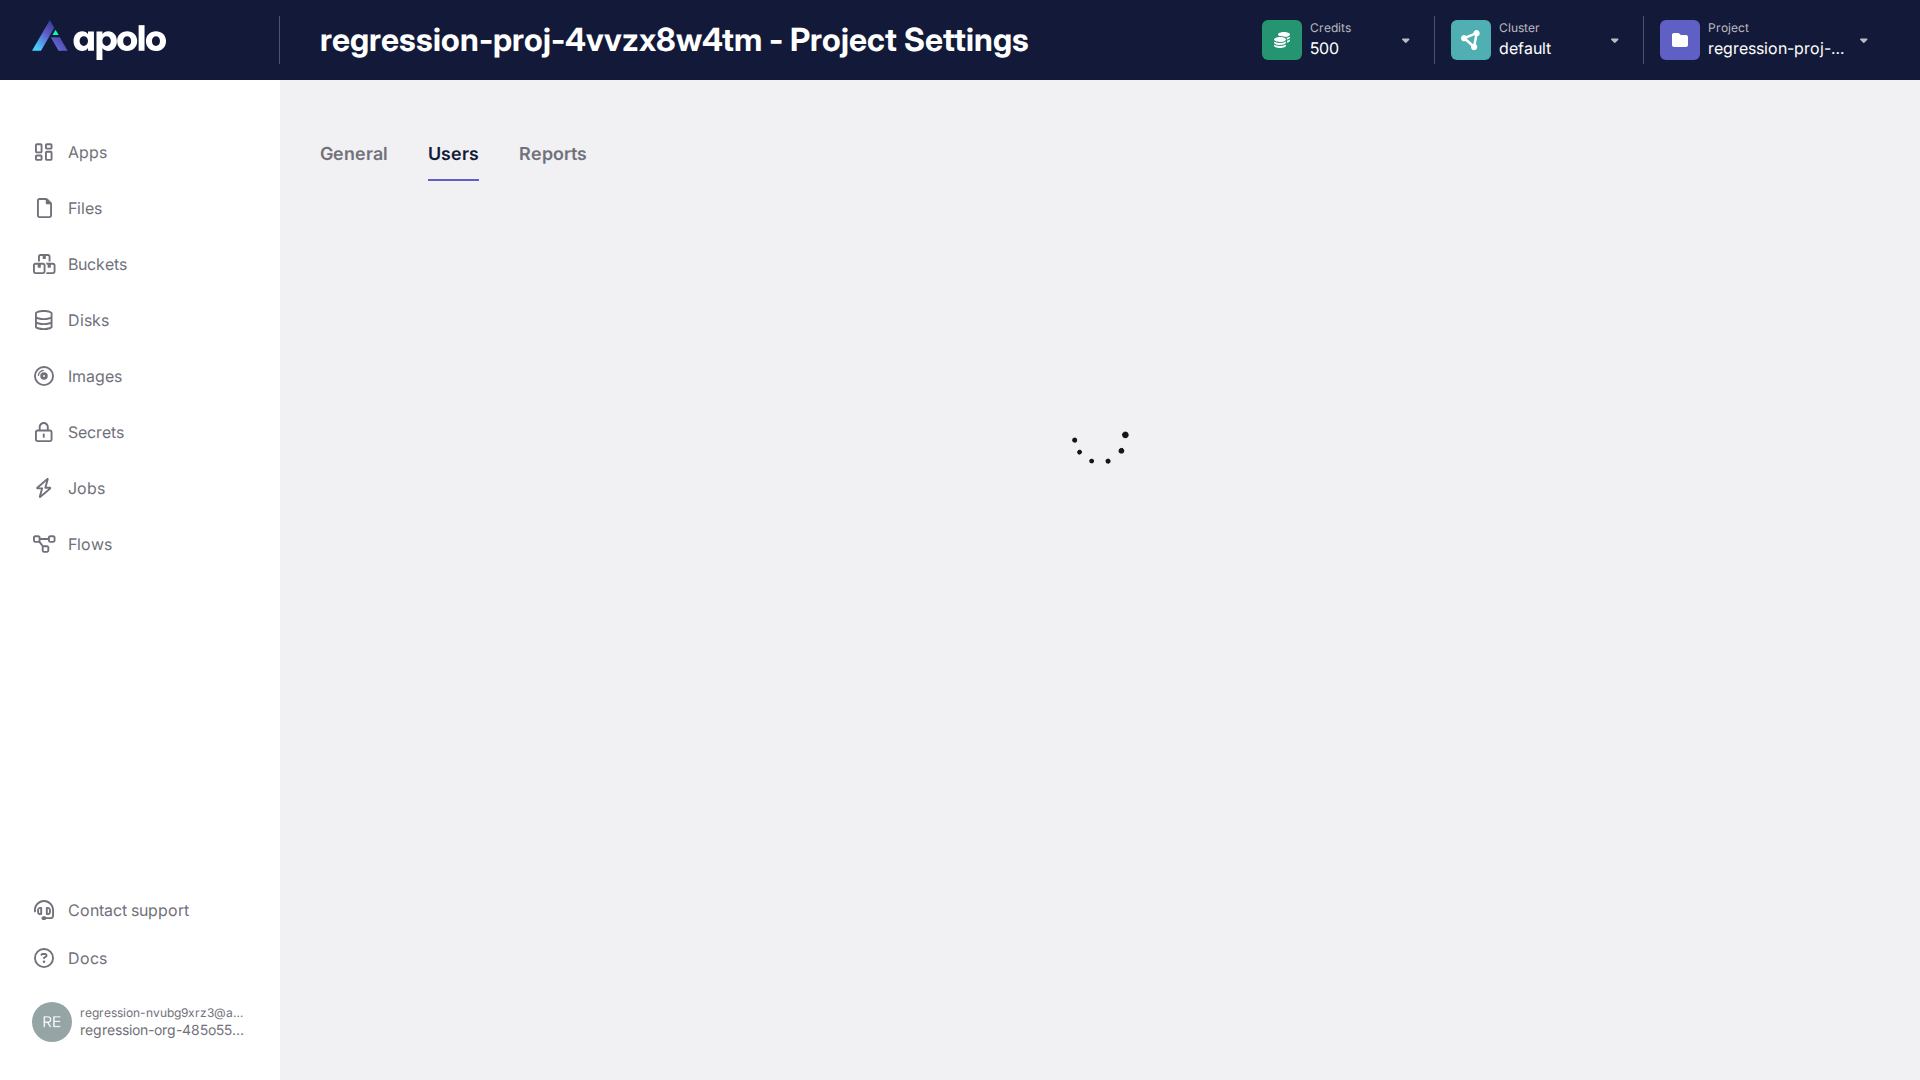 apolo
regression-proj-4vvzx8w4tm - Project Settings
Credits
500
Cluster
default
Project
regression-proj-...
Apps
Files
Buckets
Disks
Images
Secrets
Jobs
Flows
General
Users
Reports
Contact support
Docs
RE
regression-nvubg9xrz3@a...
regression-org-485o55...